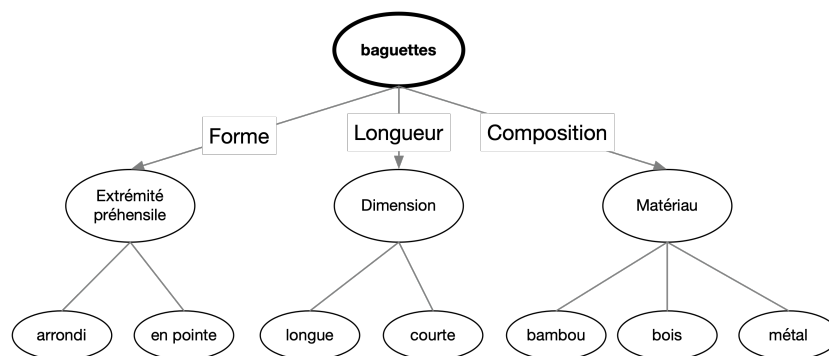 baguettes
Forme
Longueur
Composition
Extrémité
préhensile
Dimension
Matériau
arrondi
en pointe
longue
courte
bambou
bois
métal